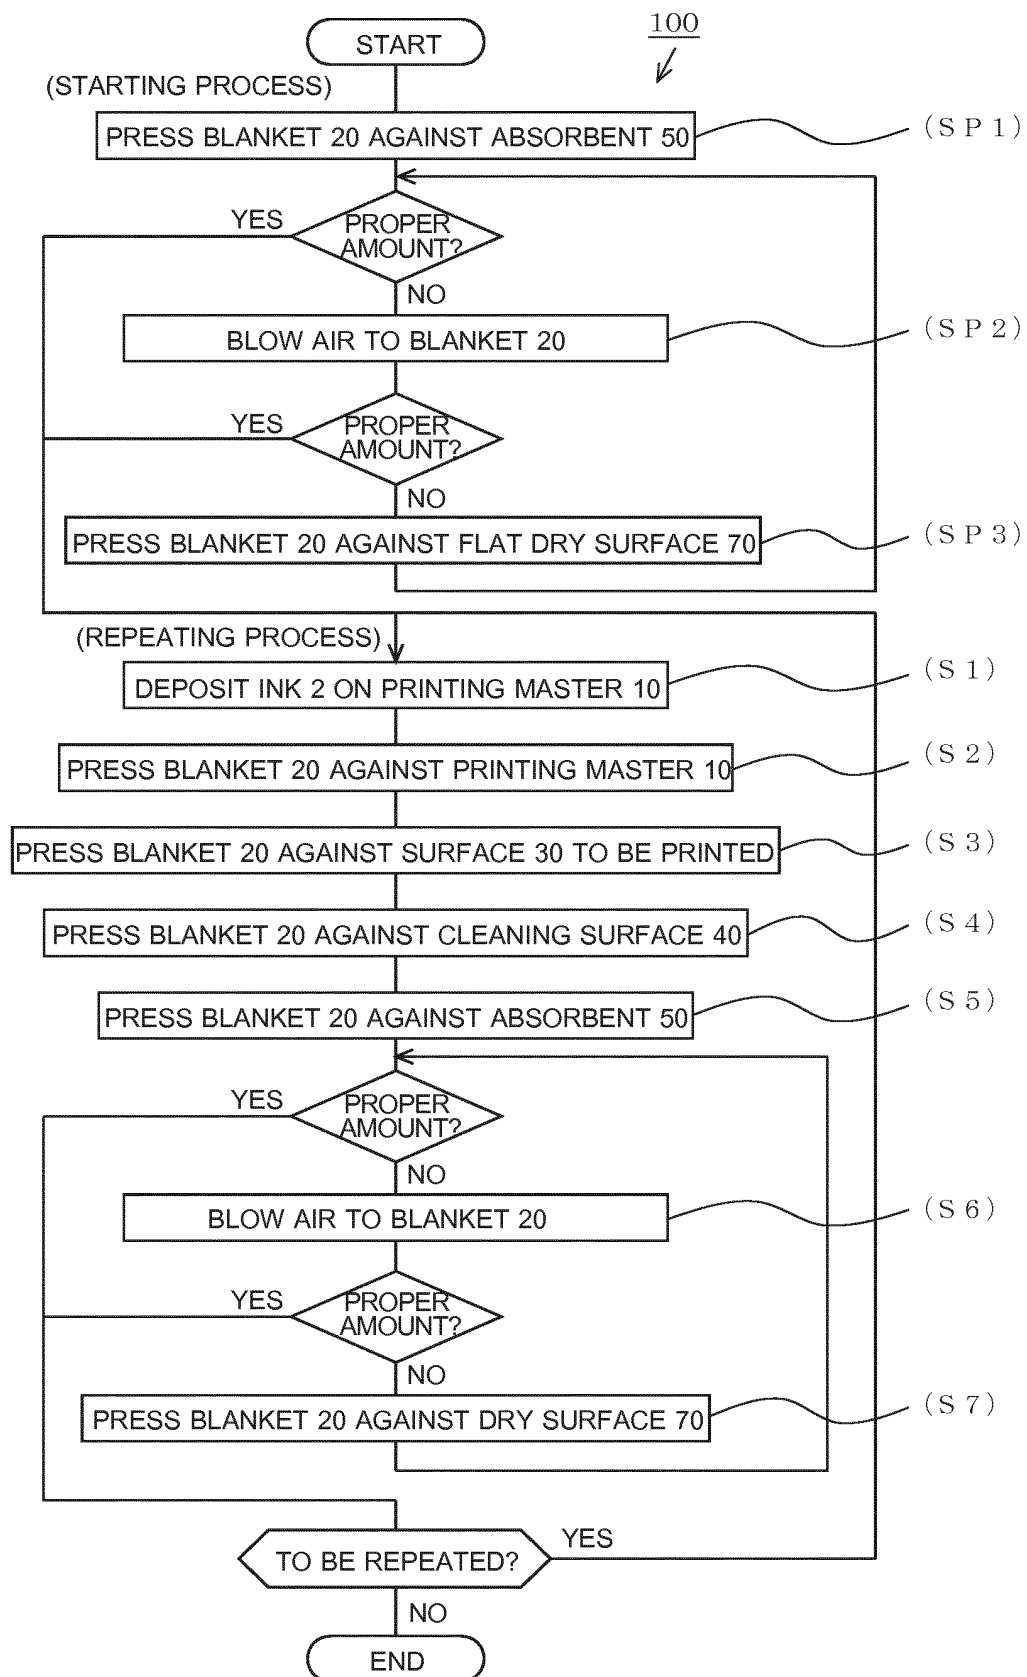 100
START
(STARTING PROCESS)
PRESS BLANKET 20 AGAINST ABSORBENT 50
(SP1)
YES
PROPER
AMOUNT?
NO
BLOW AIR TO BLANKET 20
(SP2)
YES
PROPER
AMOUNT?
NO
PRESS BLANKET 20 AGAINST FLAT DRY SURFACE 70
(SP3)
(REPEATING PROCESS)
DEPOSIT INK 2 ON PRINTING MASTER 10
(S1)
PRESS BLANKET 20 AGAINST PRINTING MASTER 10
(S2)
PRESS BLANKET 20 AGAINST SURFACE 30 TO BE PRINTED
(S3)
PRESS BLANKET 20 AGAINST CLEANING SURFACE 40
(S4)
PRESS BLANKET 20 AGAINST ABSORBENT 50
(S5)
YES
PROPER
AMOUNT?
NO
BLOW AIR TO BLANKET 20
(S6)
YES
PROPER
AMOUNT?
NO
PRESS BLANKET 20 AGAINST DRY SURFACE 70
(S7)
TO BE REPEATED?
YES
NO
END